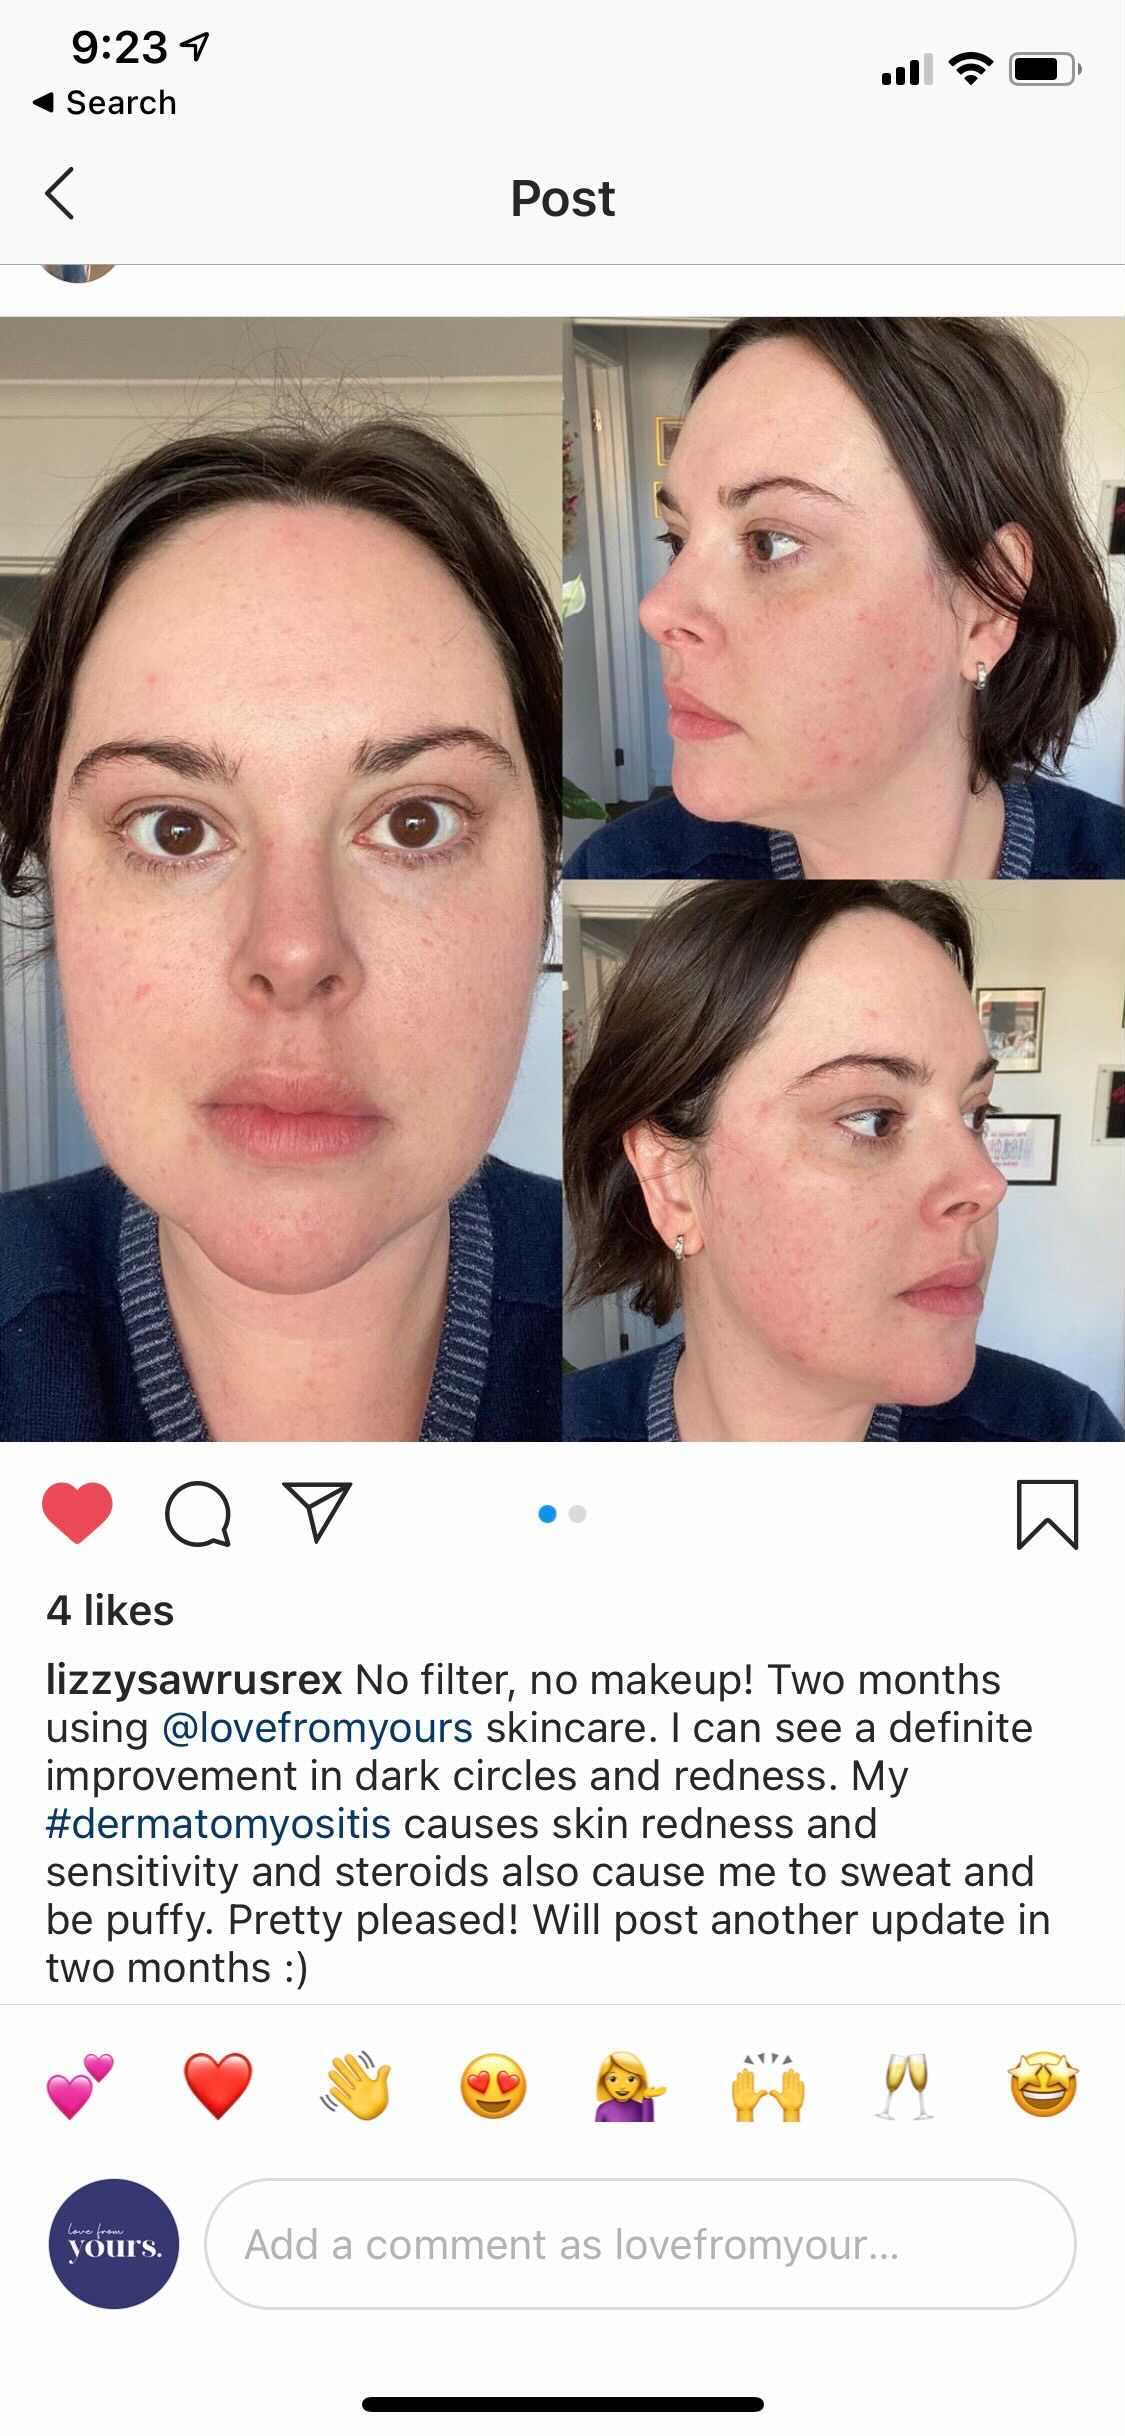 9:23
Search
Post
4 likes
lizzysawrusrex No filter, no makeup! Two months
using @lovefromyours skincare. I can see a definite
improvement in dark circles and redness. My
#dermatomyositis causes skin redness and
sensitivity and steroids also cause me to sweat and
be puffy. Pretty pleased! Will post another update in
two months :)
love from
yours.
Add a comment as lovefromyour...